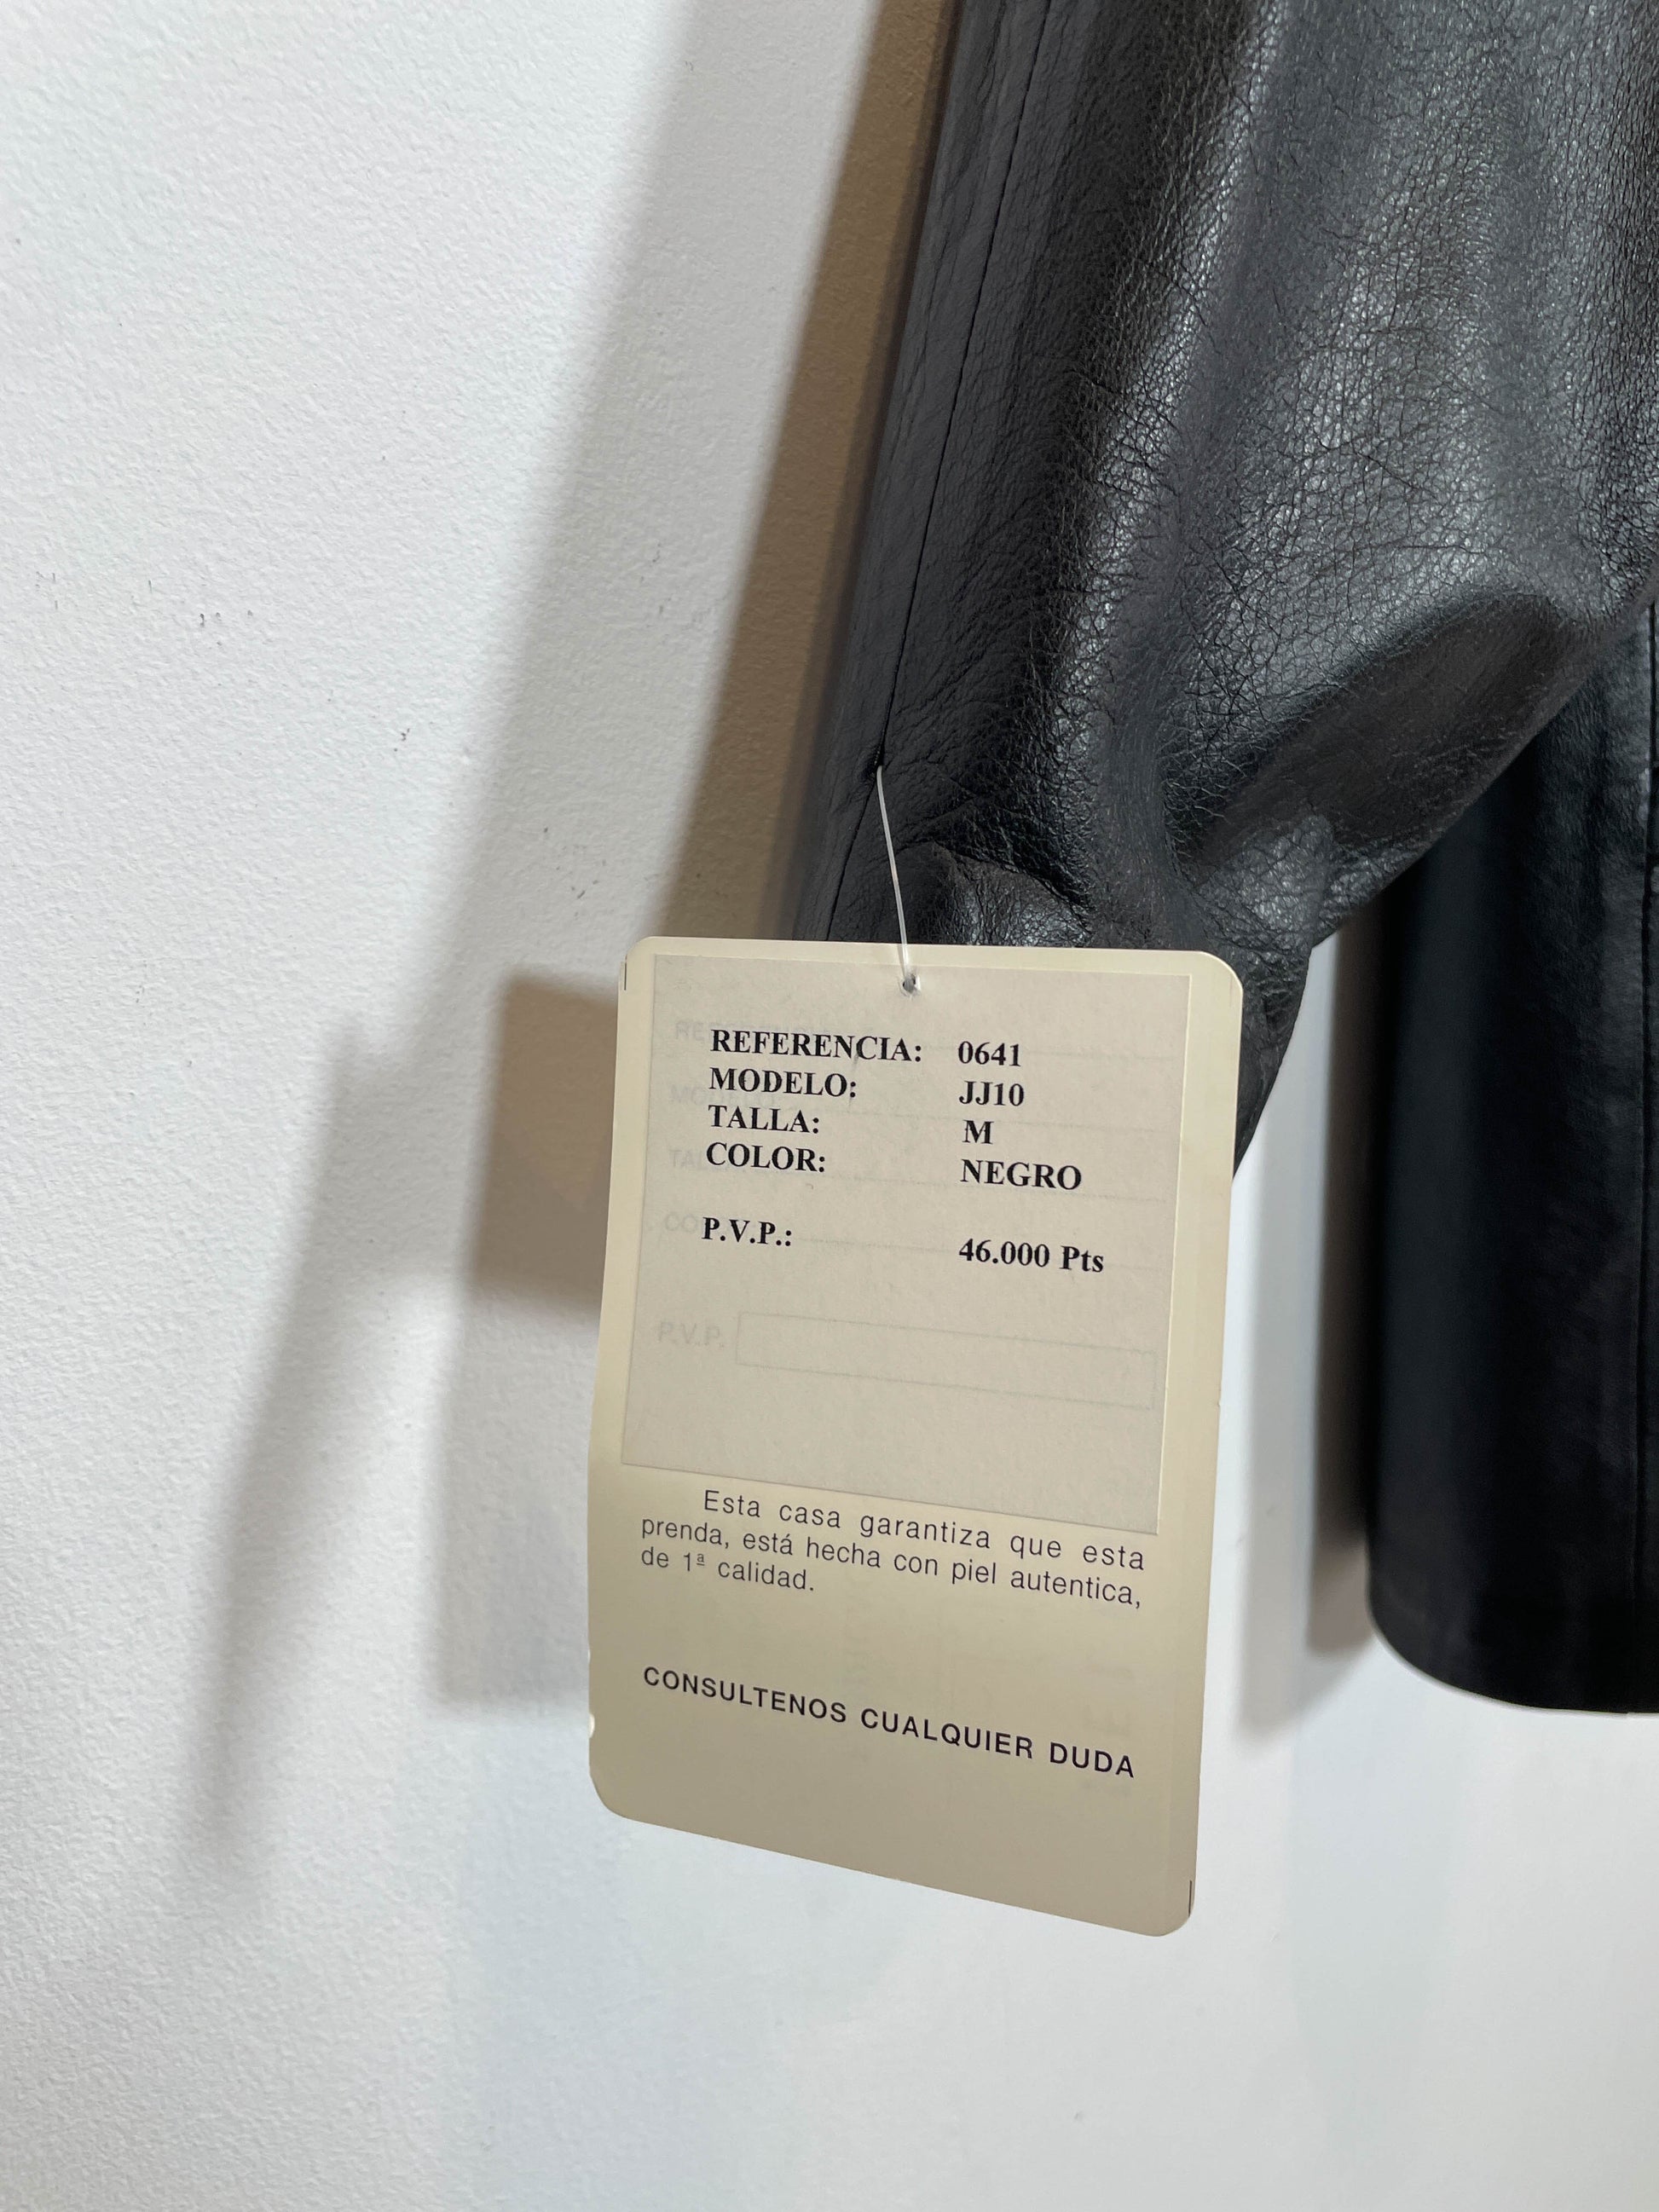 REFERENCIA: 0641
MODELO: JJ10
TALLA: M
COLOR: NEGRO
P.V.P.: 46.000 Pts
P.V.P.
Esta casa garantiza que esta
prenda, está hecha con piel autentica,
de 1ª calidad.
CONSULTENOS CUALQUIER DUDA